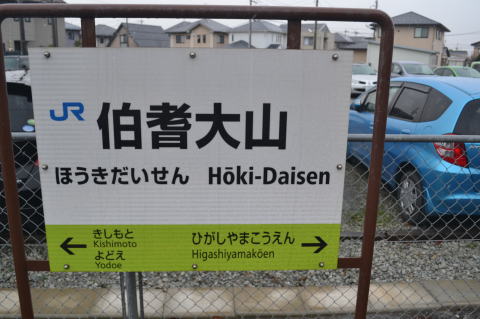 JR 伯耆大山
ほうきだいせん Hōki-Daisen
きしもと
Kishimoto
よどえ
Yodoe
ひがしやまこうえん
Higashiyamakōen